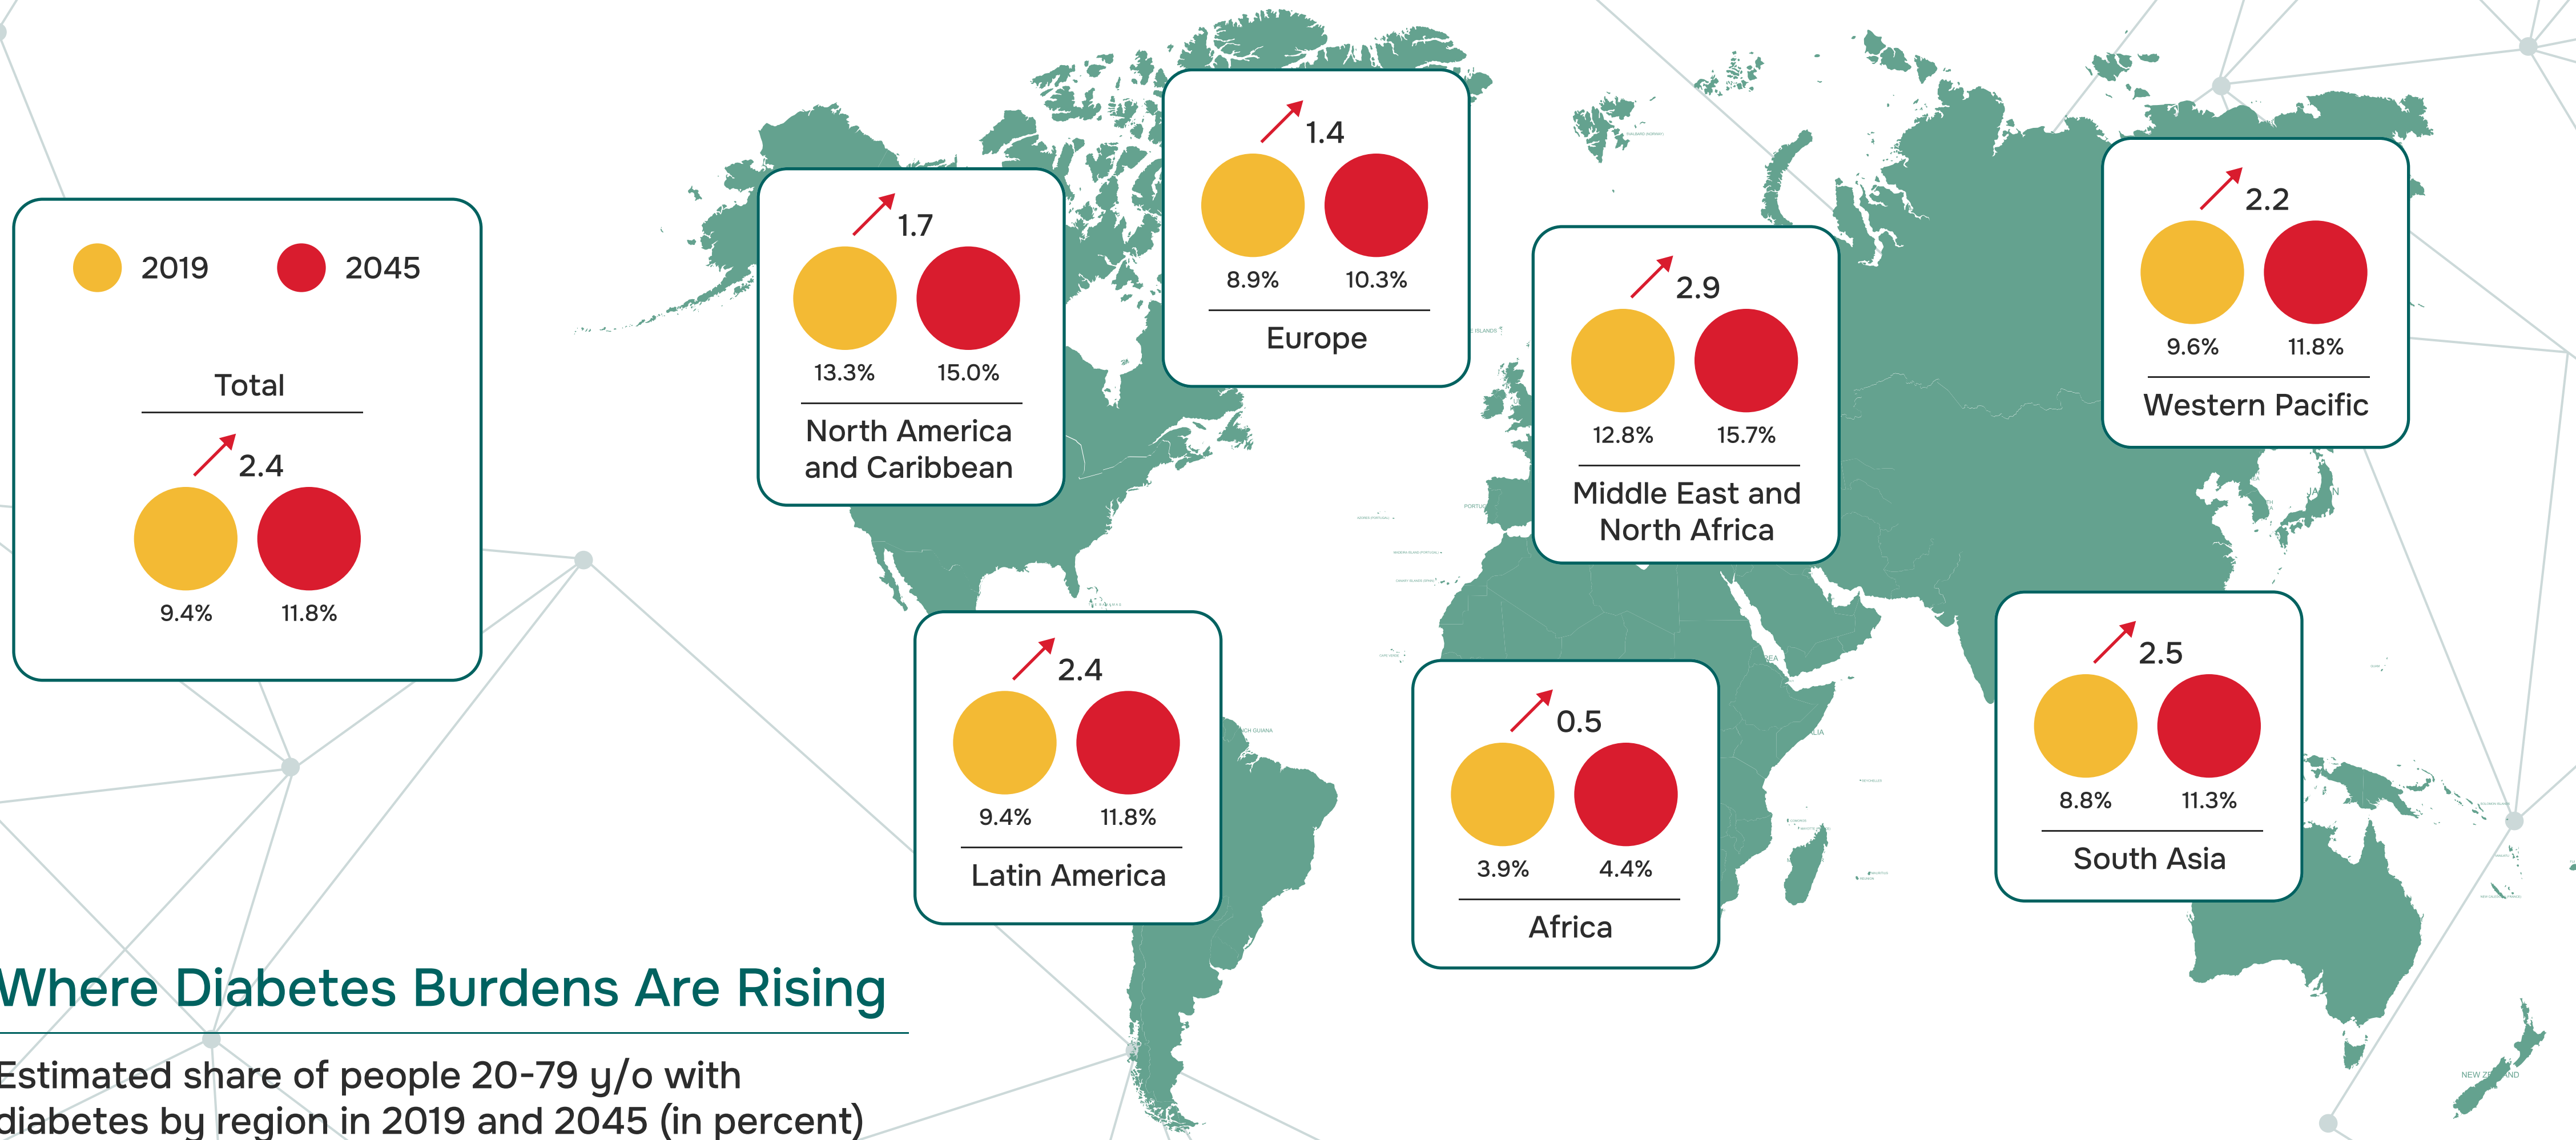 2019
2045
Total
2.4
9.4%
11.8%
1.7
13.3%
15.0%
North America
and Caribbean
1.4
8.9%
10.3%
Europe
2.9
12.8%
15.7%
Middle East and
North Africa
2.2
9.6%
11.8%
Western Pacific
2.4
9.4%
11.8%
Latin America
0.5
3.9%
4.4%
Africa
2.5
8.8%
11.3%
South Asia
NEW ZEALAND
Where Diabetes Burdens Are Rising
Estimated share of people 20-79 y/o with
diabetes by region in 2019 and 2045 (in percent)